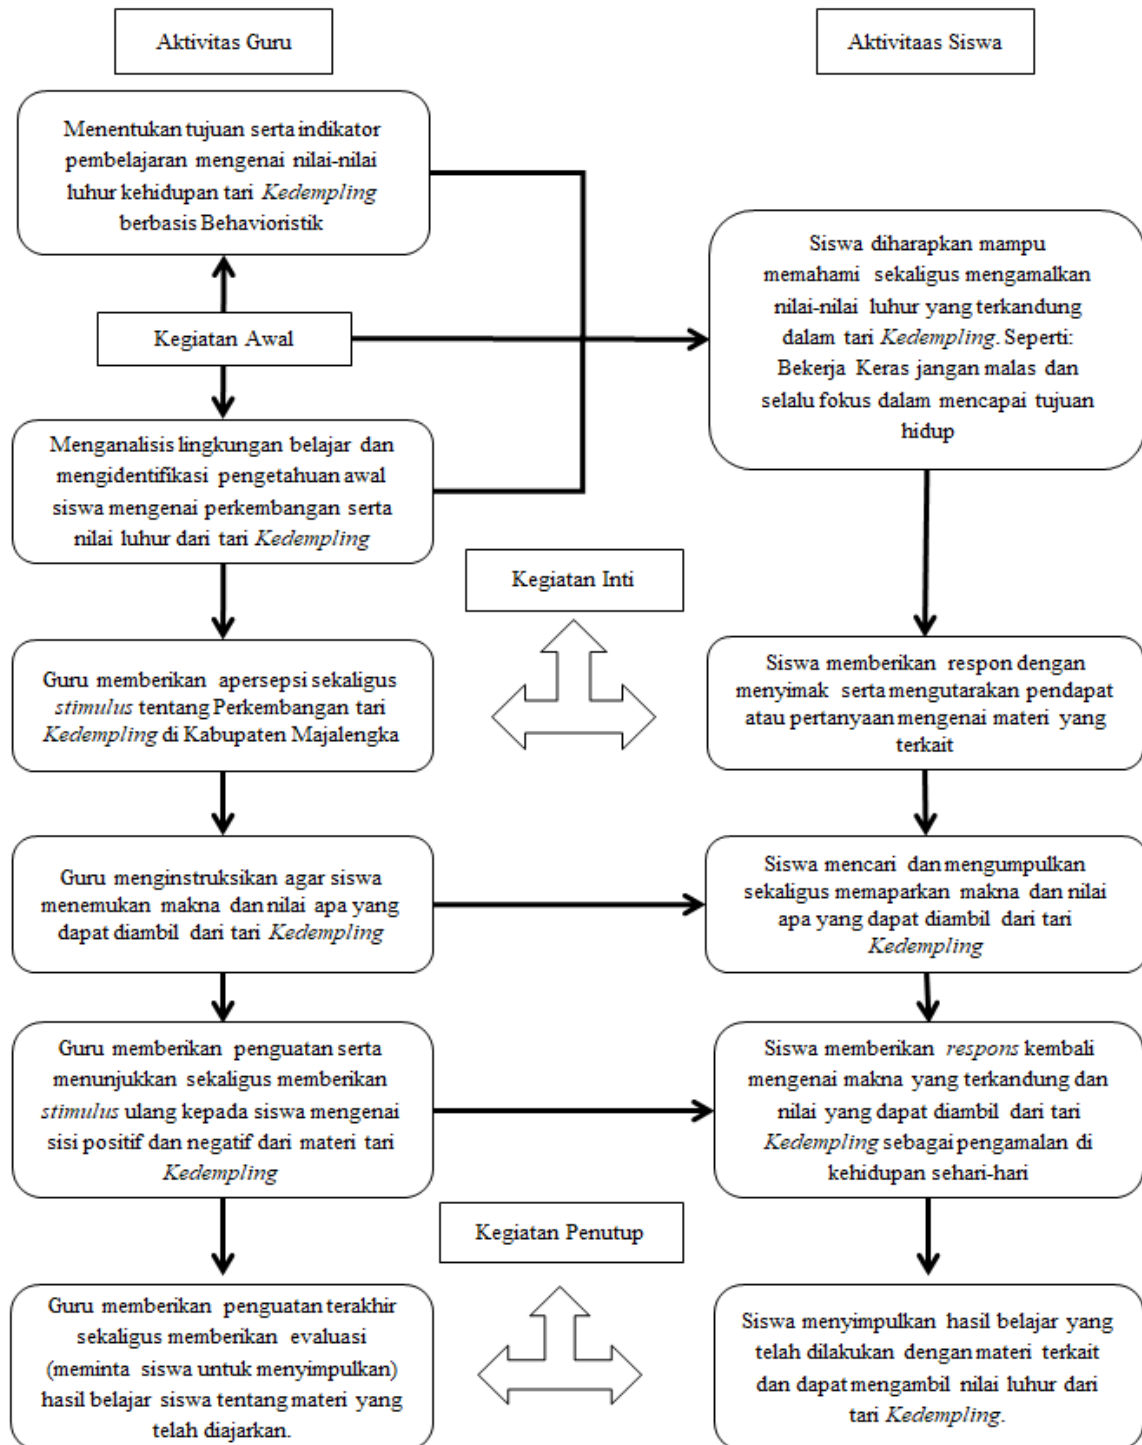 Aktivitas Guru
Aktivitaas Siswa
Menentukan tujuan serta indikator
pembelajaran mengenai nilai-nilai
luhur kehidupan tari Kedempling
berbasis Behavioristik
Kegiatan Awal
Siswa diharapkan mampu
memahami sekaligus mengamalkan
nilai-nilai luhur yang terkandung
dalam tari Kedempling. Seperti:
Bekerja Keras jangan malas dan
selalu fokus dalam mencapai tujuan
hidup
Menganalisis lingkungan belajar dan
mengidentifikasi pengetahuan awal
siswa mengenai perkembangan serta
nilai luhur dari tari Kedempling
Kegiatan Inti
Guru memberikan apersepsi sekaligus
stimulus tentang Perkembangan tari
Kedempling di Kabupaten Majalengka
Siswa memberikan respon dengan
menyimak serta mengutarakan pendapat
atau pertanyaan mengenai materi yang
terkait
Guru menginstruksikan agar siswa
menemukan makna dan nilai apa yang
dapat diambil dari tari Kedempling
Siswa mencari dan mengumpulkan
sekaligus memaparkan makna dan nilai
apa yang dapat diambil dari tari
Kedempling
Guru memberikan penguatan serta
menunjukkan sekaligus memberikan
stimulus ulang kepada siswa mengenai
sisi positif dan negatif dari materi tari
Kedempling
Siswa memberikan respons kembali
mengenai makna yang terkandung dan
nilai yang dapat diambil dari tari
Kedempling sebagai pengamalan di
kehidupan sehari-hari
Kegiatan Penutup
Guru memberikan penguatan terakhir
sekaligus memberikan evaluasi
(meminta siswa untuk menyimpulkan)
hasil belajar siswa tentang materi yang
telah diajarkan.
Siswa menyimpulkan hasil belajar yang
telah dilakukan dengan materi terkait
dan dapat mengambil nilai luhur dari
tari Kedempling.